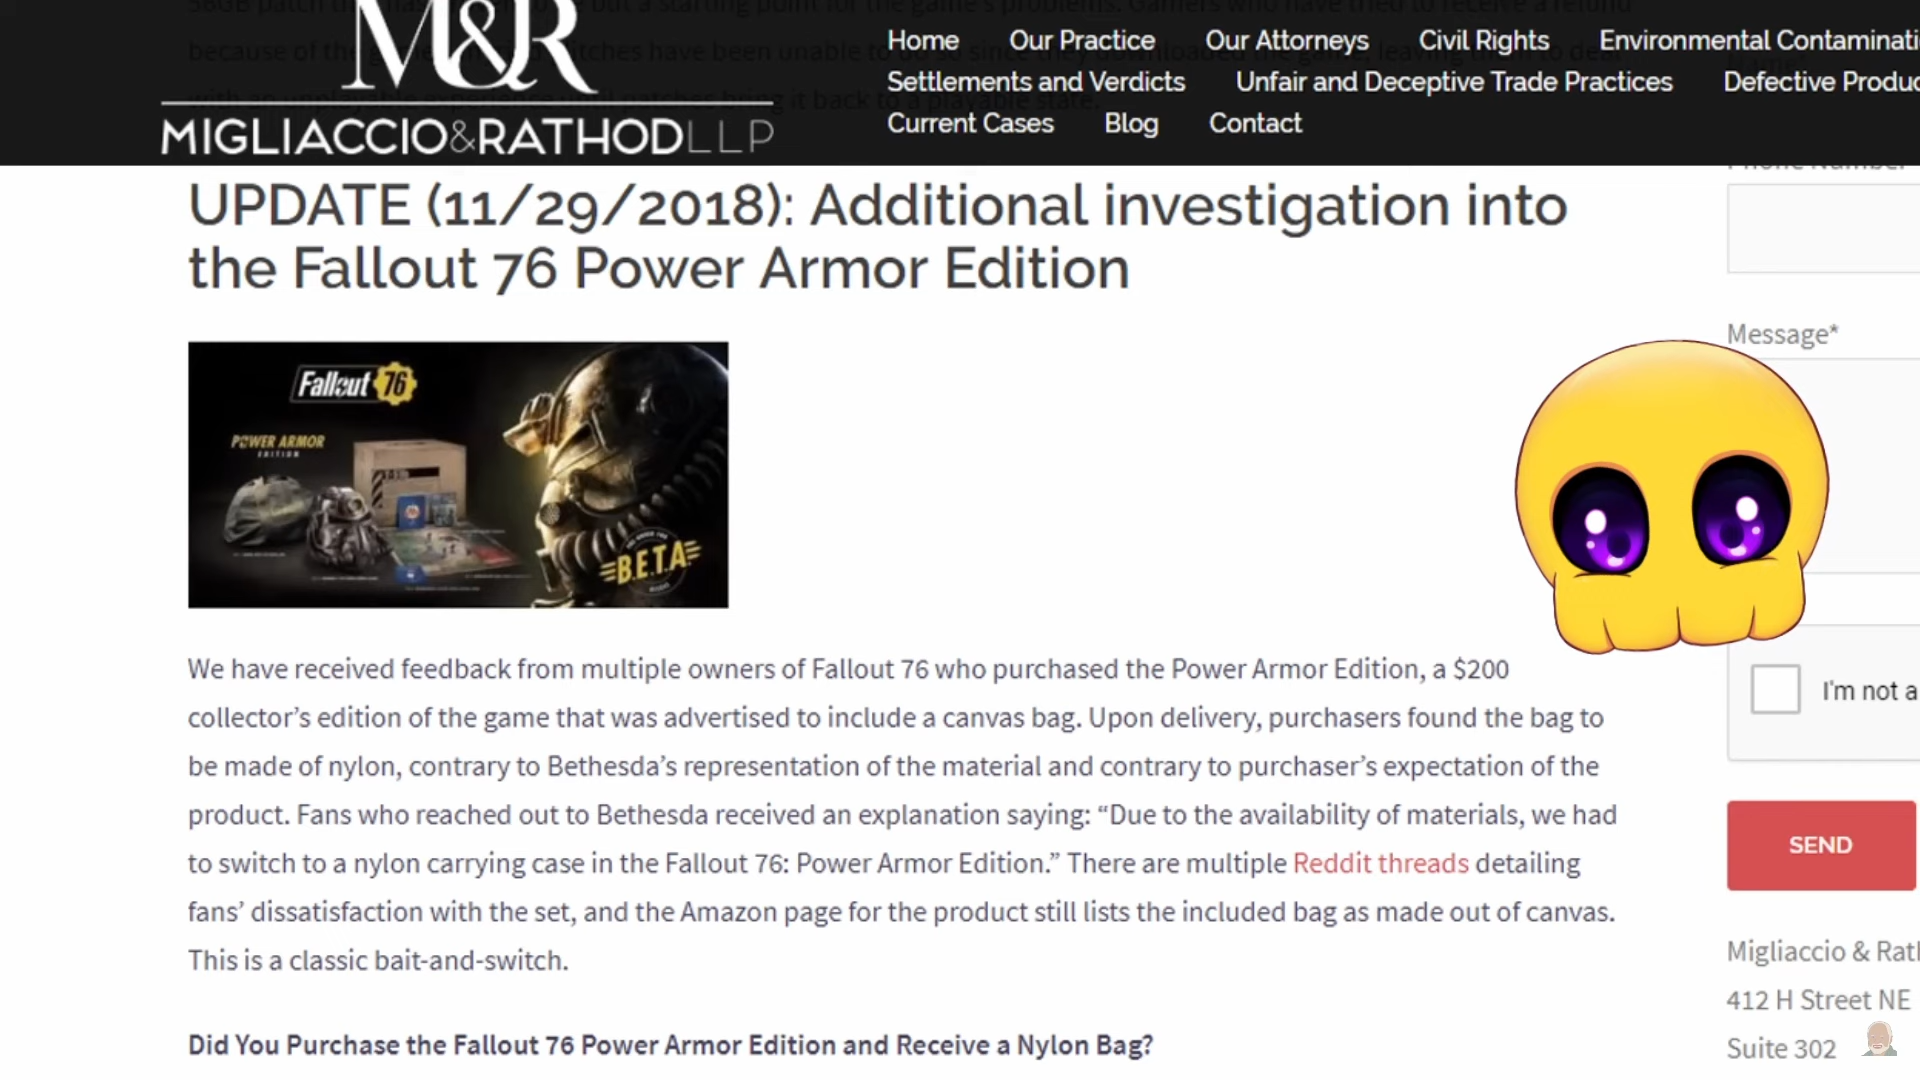 because of the
it back to a playable state.
M&R
MIGLIACCIO&RATHODLLP
Home Our Practice Our Attorneys Civil Rights Environmental
Settlements and Verdicts Unfair and Deceptive Trade Practices Defective
Current Cases Blog Contact
UPDATE (11/29/2018): Additional investigation into
the Fallout 76 Power Armor Edition
Fallout 76
POWER ARMOR
EDITION
B.E.T.A.
We have received feedback from multiple owners of Fallout 76 who purchased the Power Armor Edition, a $200
collector’s edition of the game that was advertised to include a canvas bag. Upon delivery, purchasers found the bag to
be made of nylon, contrary to Bethesda’s representation of the material and contrary to purchaser’s expectation of the
product. Fans who reached out to Bethesda received an explanation saying: “Due to the availability of materials, we had
to switch to a nylon carrying case in the Fallout 76: Power Armor Edition.” There are multiple Reddit threads detailing
fans’ dissatisfaction with the set, and the Amazon page for the product still lists the included bag as made out of canvas.
This is a classic bait-and-switch.
Did You Purchase the Fallout 76 Power Armor Edition and Receive a Nylon Bag?
Phone Number
Message*
I'm not a
SEND
Migliaccio &
412 H Street NE
Suite 302